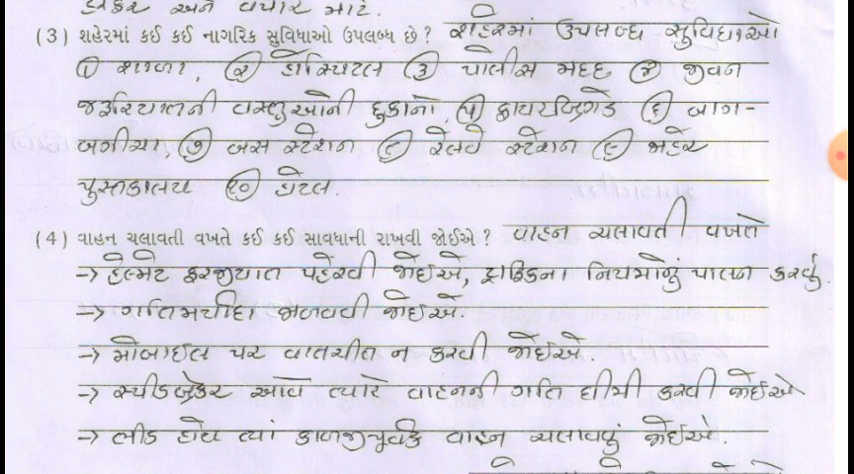 ડોક્ટર અને વેપાર માટે.
(3) શહેરમાં કઈ કઈ નાગરિક સુવિધાઓ ઉપલબ્ધ છે? શહેરમાં ઉપલબ્ધ સુવિધાઓ
① શાળા, ② હોસ્પિટલ ③ પોલીસ મદદ ④ જીવન
જરૂરિયાતની વસ્તુઓની દુકાનો, ⑤ ફાયરબ્રિગેડ ⑥ બાગ-
બગીચા, ⑦ બસ સ્ટેશન ⑧ રેલવે સ્ટેશન ⑨ જાહેર
પુસ્તકાલય ⑩ હોટલ.
(4) વાહન ચલાવતી વખતે કઈ કઈ સાવધાની રાખવી જોઈએ? વાહન ચલાવતી વખતે
→ હેલ્મેટ ફરજીયાત પહેરવી જોઈએ, ટ્રાફિકના નિયમોનું પાલન કરવું.
→ ગતિમર્યાદા જાળવવી જોઈએ.
→ મોબાઈલ પર વાતચીત ન કરવી જોઈએ.
→ સ્પીડબ્રેકર આવે ત્યારે વાહનની ગતિ ધીમી કરવી જોઈએ
→ ભીડ હોય ત્યાં કાળજીપૂર્વક વાહન ચલાવવું જોઈએ.